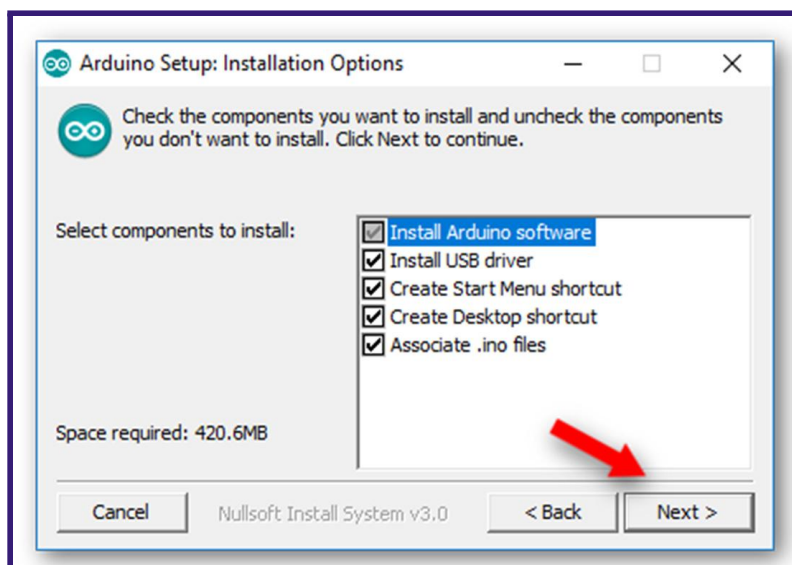 Arduino Setup: Installation Options
Check the components you want to install and uncheck the components
you don't want to install. Click Next to continue.
Select components to install:
Install Arduino software
Install USB driver
Create Start Menu shortcut
Create Desktop shortcut
Associate .ino files
Space required: 420.6MB
Cancel
Nullsoft Install System v3.0
< Back
Next >